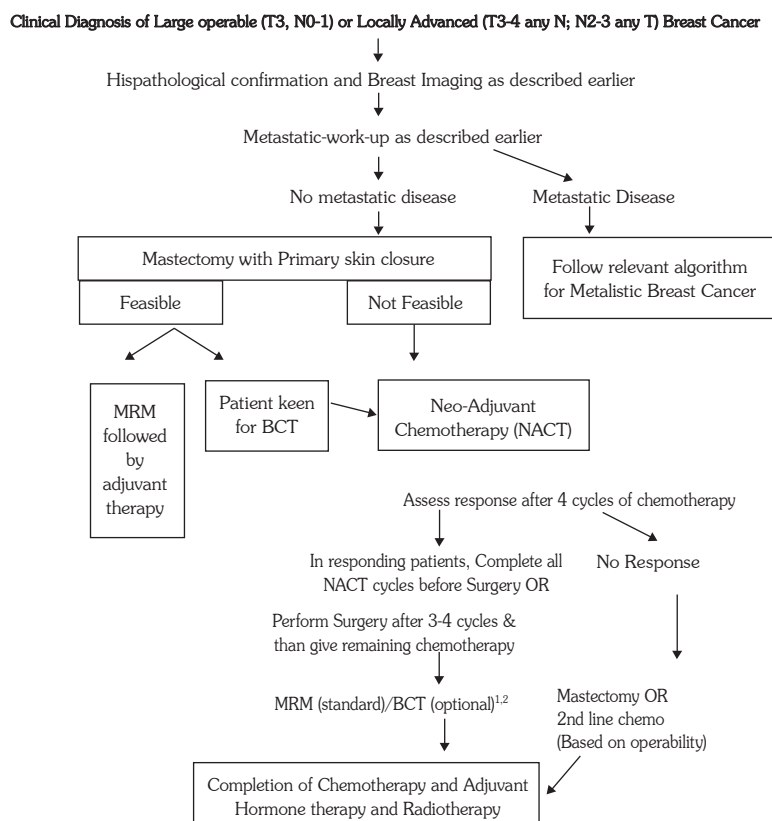 Clinical Diagnosis of Large operable (T3, N0-1) or Locally Advanced (T3-4 any N; N2-3 any T) Breast Cancer
Hispathological confirmation and Breast Imaging as described earlier
Metastatic-work-up as described earlier
No metastatic disease
Metastatic Disease
Mastectomy with Primary skin closure
Feasible
Not Feasible
Follow relevant algorithm
for Metalistic Breast Cancer
MRM
followed
by
adjuvant
therapy
Patient keen
for BCT
Neo-Adjuvant
Chemotherapy (NACT)
Assess response after 4 cycles of chemotherapy
In responding patients, Complete all
NACT cycles before Surgery OR
No Response
Perform Surgery after 3-4 cycles &
than give remaining chemotherapy
MRM (standard)/BCT (optional)1,2
Mastectomy OR
2nd line chemo
(Based on operability)
Completion of Chemotherapy and Adjuvant
Hormone therapy and Radiotherapy